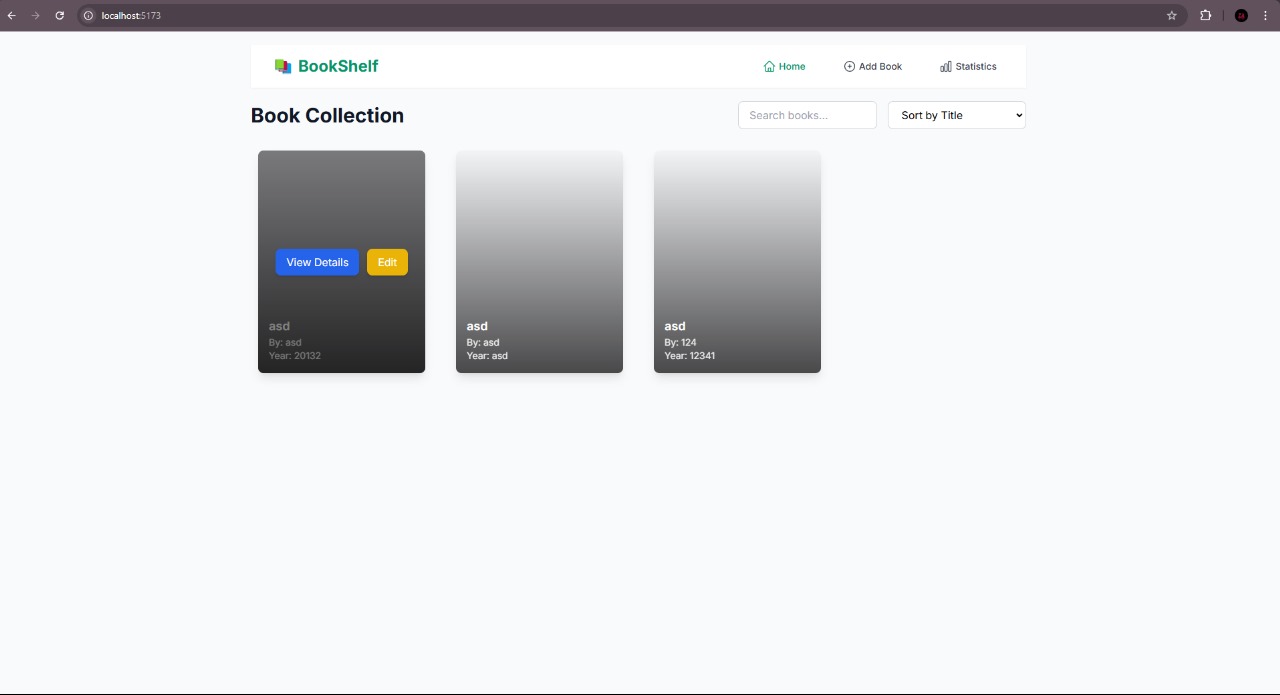 localhost:5173
BookShelf
Home
Add Book
Statistics
Book Collection
Search books...
Sort by Title
View Details
Edit
asd
By: asd
Year: 20132
asd
By: asd
Year: asd
asd
By: 124
Year: 12341